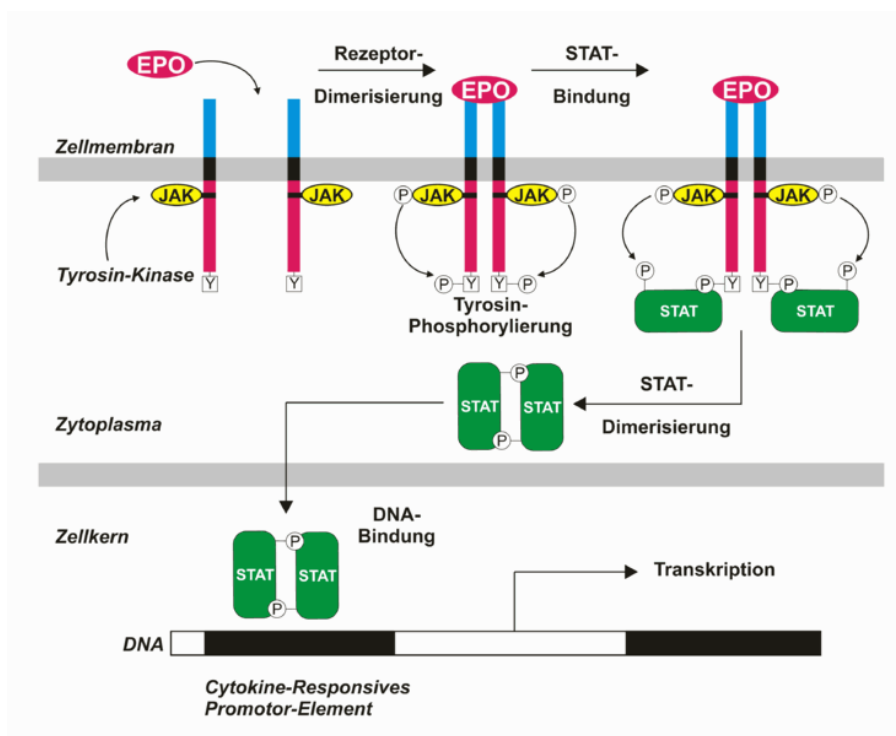 EPO
Rezeptor-
Dimerisierung
EPO
STAT-
Bindung
EPO
Zellmembran
JAK
JAK
P
JAK
JAK
P
P
JAK
JAK
P
Tyrosin-Kinase
Y
Y
P
Y
Y
P
P
P
Y
Y
P
P
STAT
STAT
Tyrosin-
Phosphorylierung
STAT
P
STAT
P
STAT-
Dimerisierung
Zytoplasma
Zellkern
DNA-
Bindung
STAT
P
STAT
P
Transkription
DNA
Cytokine-Responsives
Promotor-Element